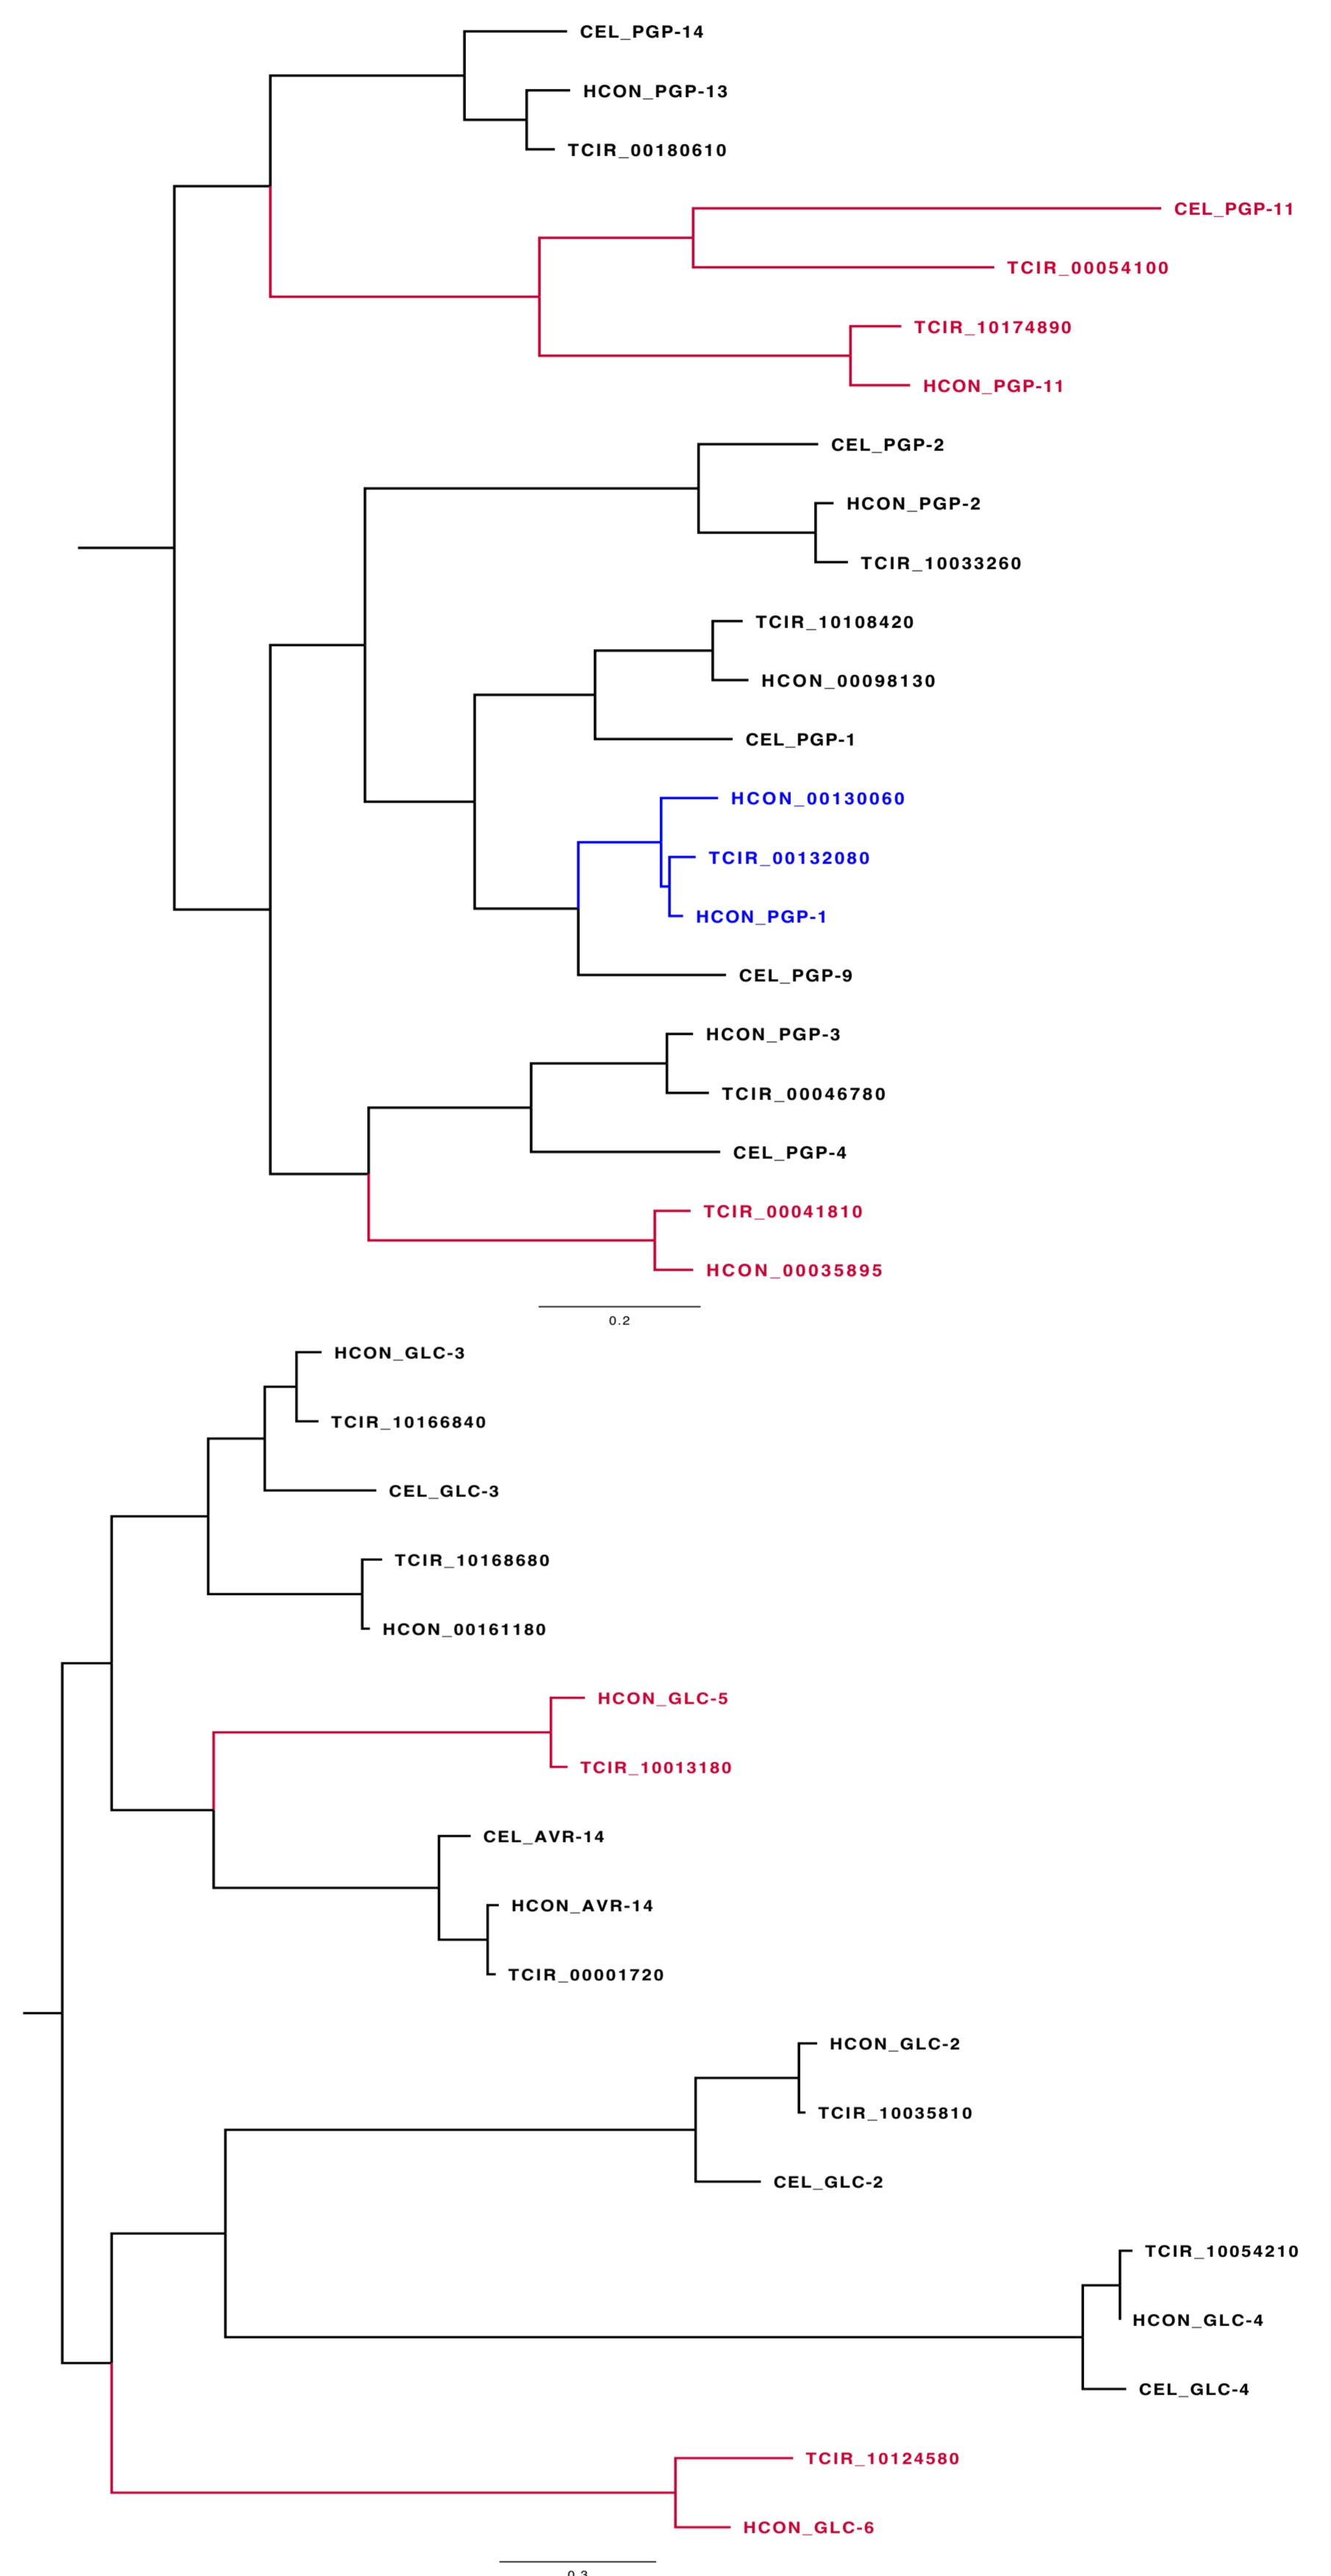 CEL_PGP-14
HCON_PGP-13
TCIR_00180610
CEL_PGP-11
TCIR_00054100
TCIR_10174890
HCON_PGP-11
CEL_PGP-2
HCON_PGP-2
TCIR_10033260
TCIR_10108420
HCON_00098130
CEL_PGP-1
HCON_00130060
TCIR_00132080
HCON_PGP-1
CEL_PGP-9
HCON_PGP-3
TCIR_00046780
CEL_PGP-4
TCIR_00041810
HCON_00035895
0.2
HCON_GLC-3
TCIR_10166840
CEL_GLC-3
TCIR_10168680
HCON_00161180
HCON_GLC-5
TCIR_10013180
CEL_AVR-14
HCON_AVR-14
TCIR_00001720
HCON_GLC-2
TCIR_10035810
CEL_GLC-2
TCIR_10054210
HCON_GLC-4
CEL_GLC-4
TCIR_10124580
HCON_GLC-6
0.3